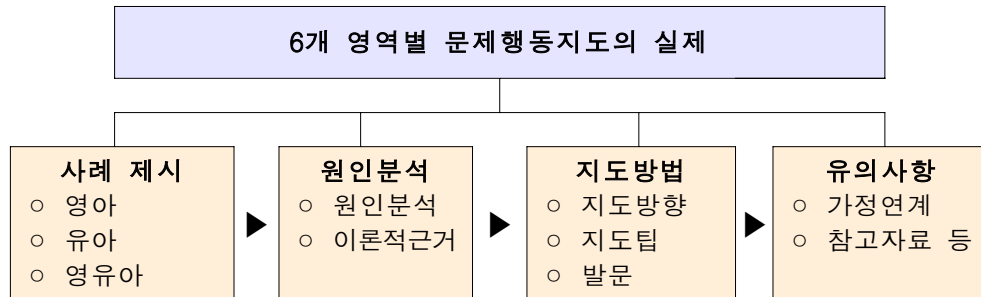 6개 영역별 문제행동지도의 실제
사례 제시
○ 영아
○ 유아
○ 영유아
▶
원인분석
○ 원인분석
○ 이론적근거
▶
지도방법
○ 지도방향
○ 지도팁
○ 발문
▶
유의사항
○ 가정연계
○ 참고자료 등